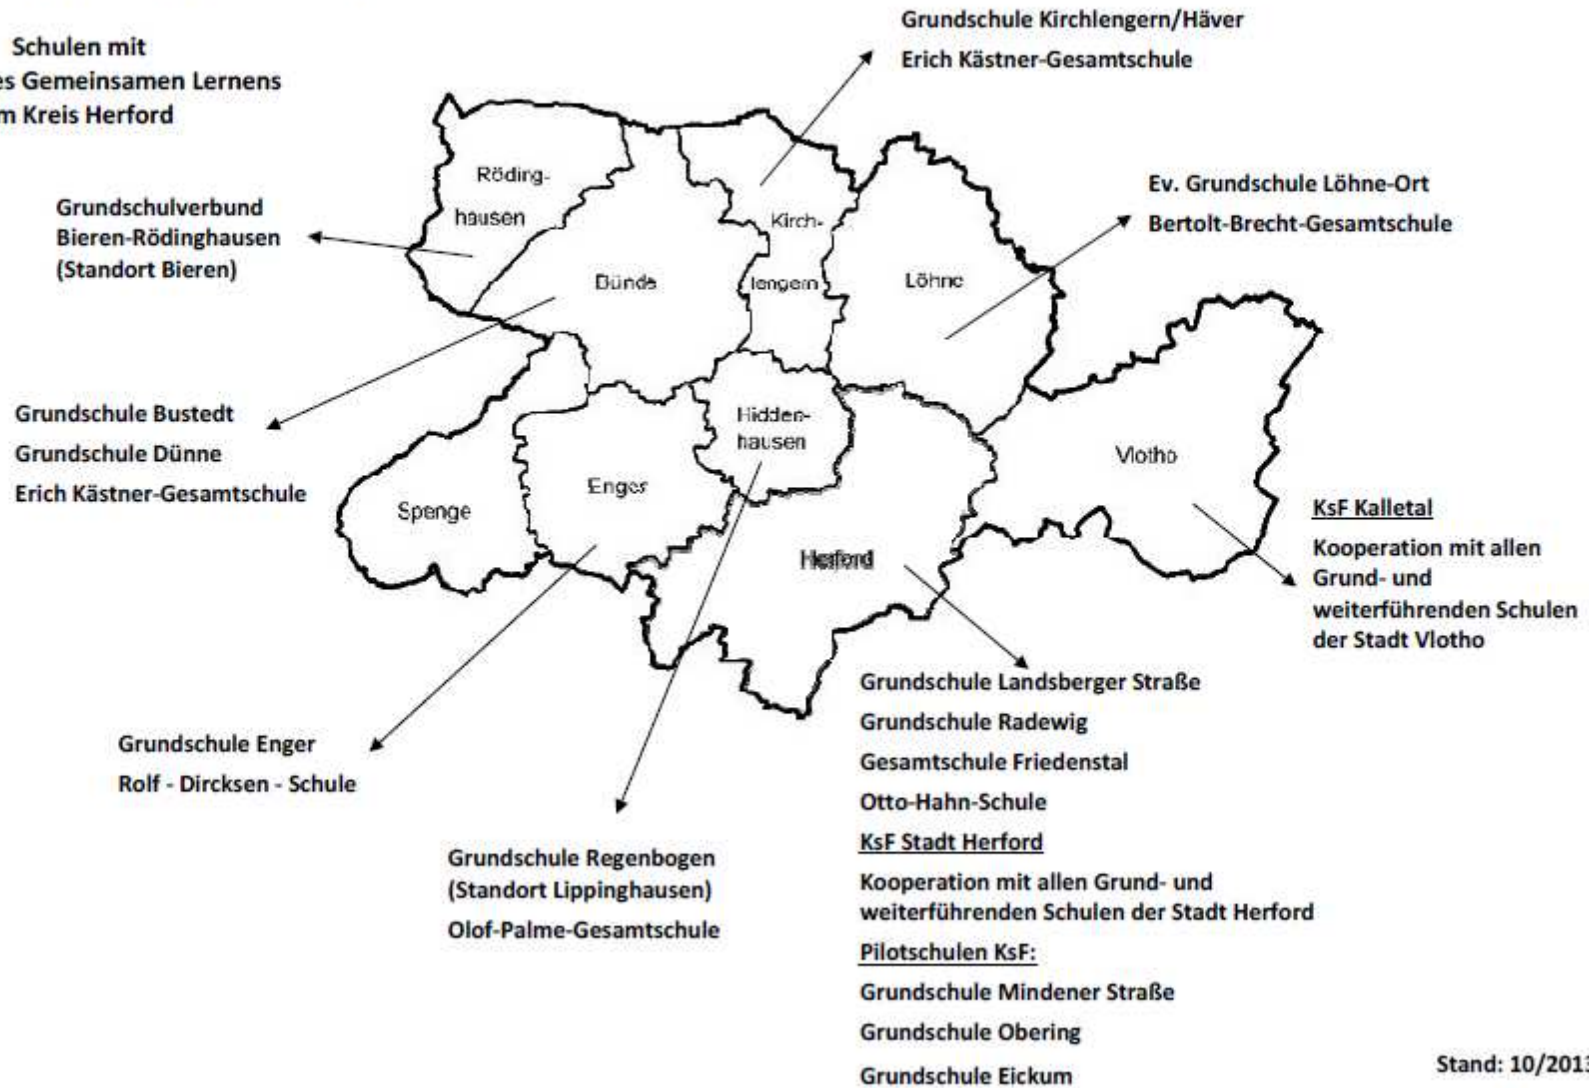 Schulen mit
es Gemeinsamen Lernens
m Kreis Herford
Grundschule Kirchlengern/Häver
Erich Kästner-Gesamtschule
Ev. Grundschule Löhne-Ort
Bertolt-Brecht-Gesamtschule
Grundschulverbund
Bieren-Rödinghausen
(Standort Bieren)
Röding-
hausen
Kirch-
lengern
Bünde
Löhne
Grundschule Bustedt
Grundschule Dünne
Erich Kästner-Gesamtschule
Hidden-
hausen
Vlotho
Enger
Spenge
Herford
KsF Kalletal
Kooperation mit allen
Grund- und
weiterführenden Schulen
der Stadt Vlotho
Grundschule Enger
Rolf - Dircksen - Schule
Grundschule Regenbogen
(Standort Lippinghausen)
Olof-Palme-Gesamtschule
Grundschule Landsberger Straße
Grundschule Radewig
Gesamtschule Friedenstal
Otto-Hahn-Schule
KsF Stadt Herford
Kooperation mit allen Grund- und
weiterführenden Schulen der Stadt Herford
Pilotschulen KsF:
Grundschule Mindener Straße
Grundschule Obering
Grundschule Eickum
Stand: 10/2013